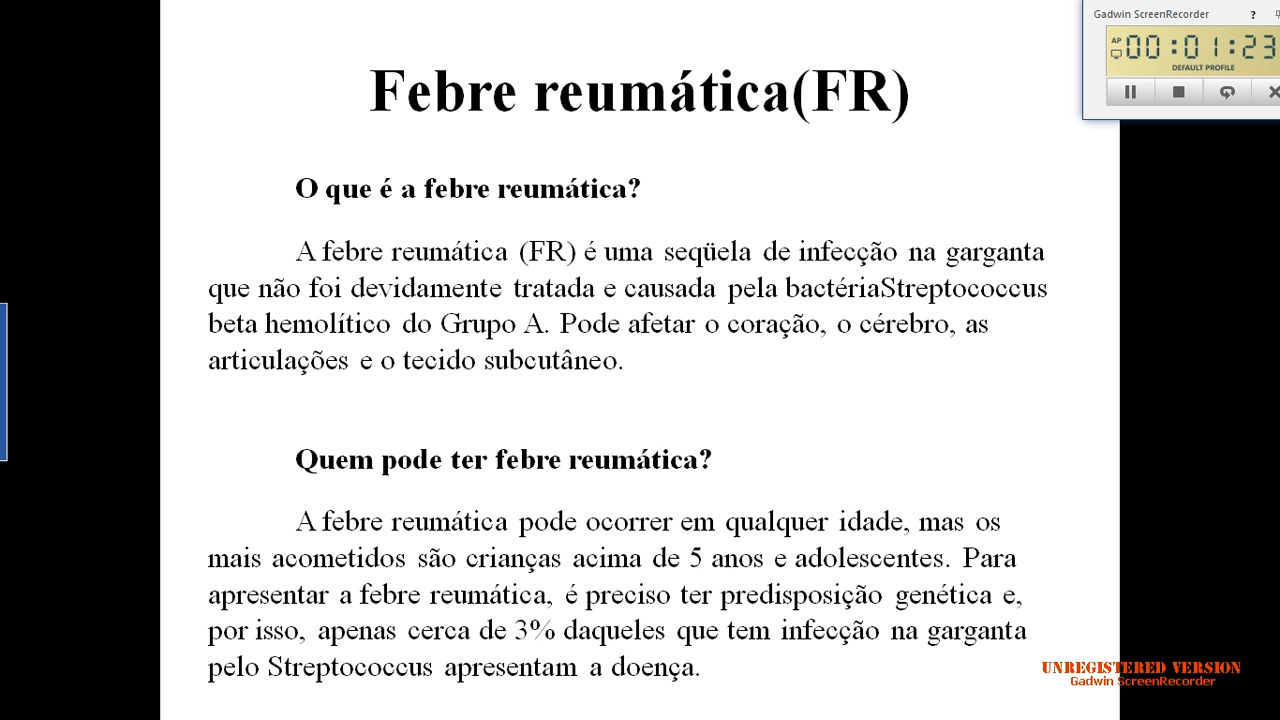 Gadwin ScreenRecorder ?
AP 00:01:23
DEFAULT PROFILE
Febre reumática(FR)
O que é a febre reumática?
A febre reumática (FR) é uma seqüela de infecção na garganta
que não foi devidamente tratada e causada pela bactériaStreptococcus
beta hemolítico do Grupo A. Pode afetar o coração, o cérebro, as
articulações e o tecido subcutâneo.
Quem pode ter febre reumática?
A febre reumática pode ocorrer em qualquer idade, mas os
mais acometidos são crianças acima de 5 anos e adolescentes. Para
apresentar a febre reumática, é preciso ter predisposição genética e,
por isso, apenas cerca de 3% daqueles que tem infecção na garganta
pelo Streptococcus apresentam a doença.
UNREGISTERED VERSION
Gadwin ScreenRecorder